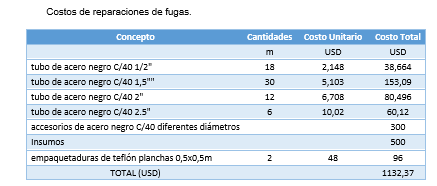 Costos de reparaciones de fugas.
Concepto Cantidades Costo Unitario Costo Total
m USD USD
tubo de acero negro C/40 1/2" 18 2,148 38,664
tubo de acero negro C/40 1,5"" 30 5,103 153,09
tubo de acero negro C/40 2" 12 6,708 80,496
tubo de acero negro C/40 2.5" 6 10,02 60,12
accesorios de acero negro C/40 diferentes diámetros 300
Insumos 500
empaquetaduras de teflón planchas 0,5x0,5m 2 48 96
TOTAL (USD) 1132,37